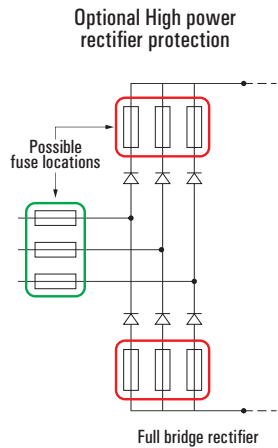 Optional High power
rectifier protection
Possible
fuse locations
Full bridge rectifier